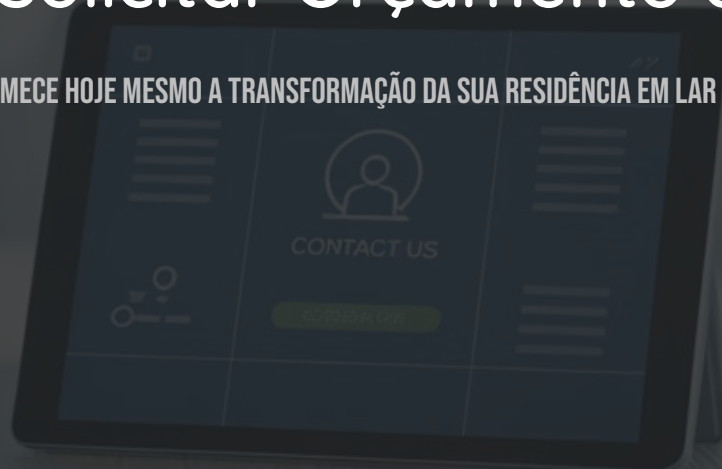 Solicitar Orçamento
MECE HOJE MESMO A TRANSFORMAÇÃO DA SUA RESIDÊNCIA EM LAR
CONTACT US